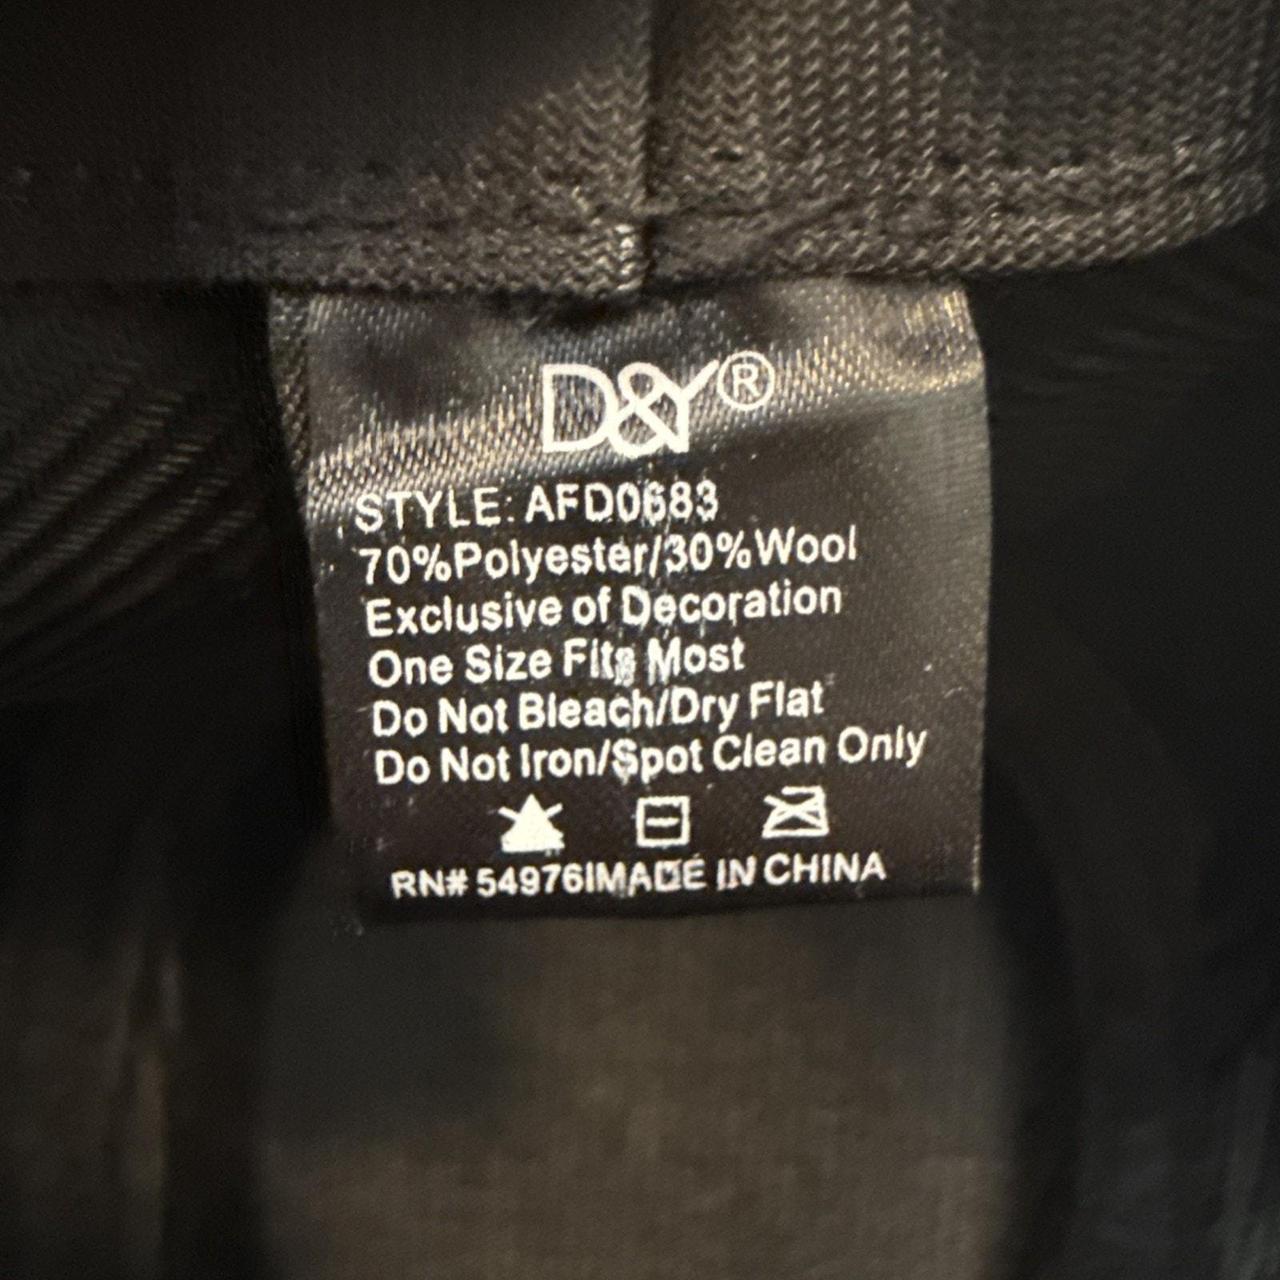 D&Y®
STYLE: AFD0683
70%Polyester/30%Wool
Exclusive of Decoration
One Size Fits Most
Do Not Bleach/Dry Flat
Do Not Iron/Spot Clean Only
RN# 54976IMADE IN CHINA